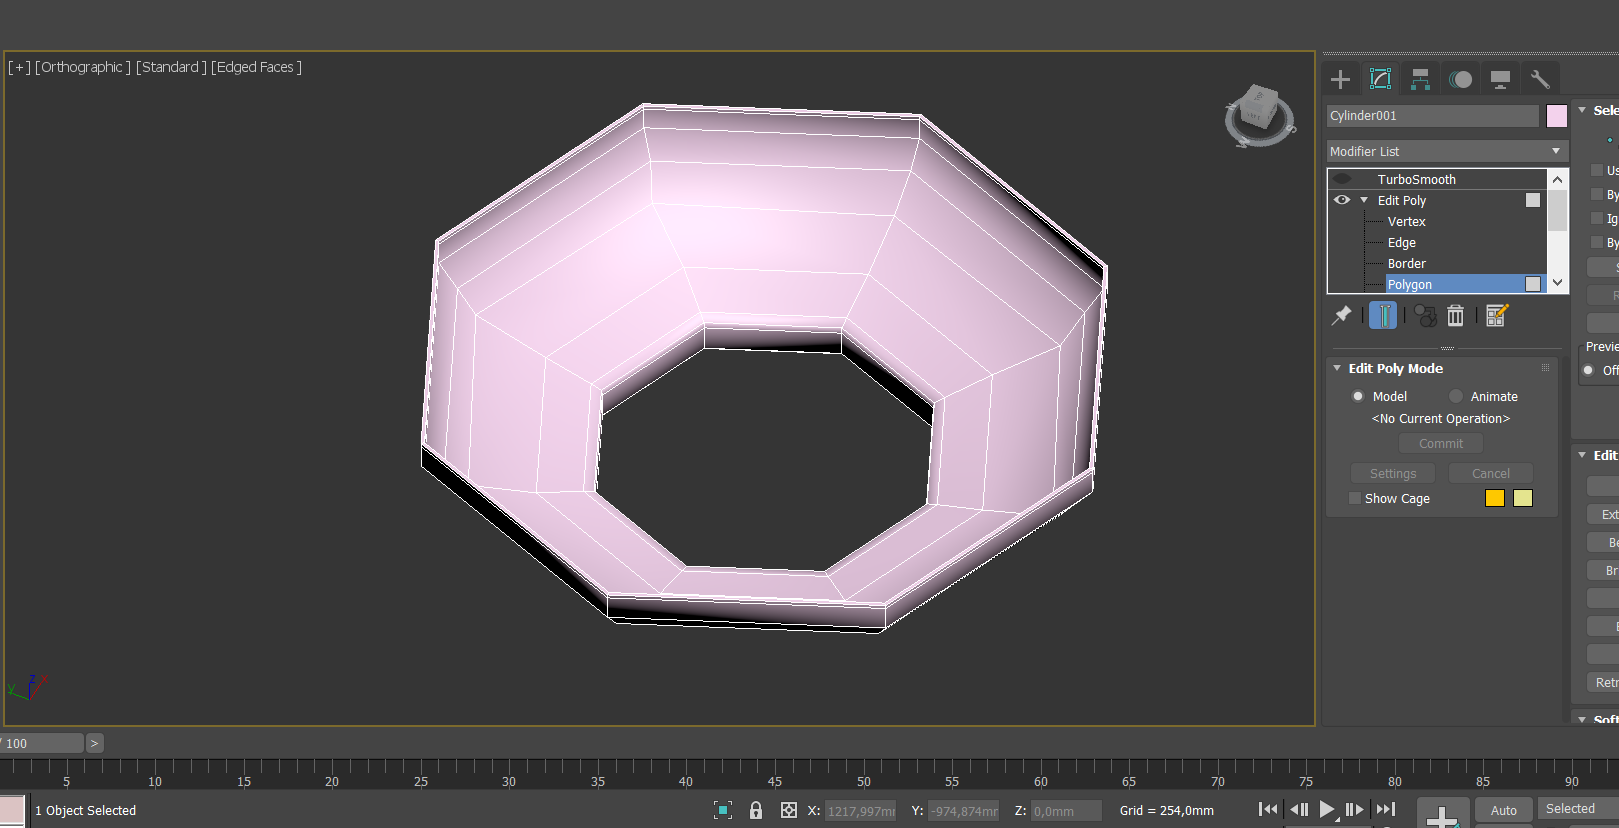 [ + ] [Orthographic ] [Standard ] [Edged Faces ]
Cylinder001
Modifier List
TurboSmooth
Edit Poly
Vertex
Edge
Border
Polygon
Edit Poly Mode
Model Animate
<No Current Operation>
Commit
Settings Cancel
Show Cage
Sele
Us
By
Ig
By
S
R
Previe
Off
Edit
Ext
Be
Br
E
Retr
Soft
z x
y
/ 100 >
5 10 15 20 25 30 35 40 45 50 55 60 65 70 75 80 85 90
1 Object Selected X: 1217,997mr Y: -974,874mr Z: 0,0mm Grid = 254,0mm Auto Selected